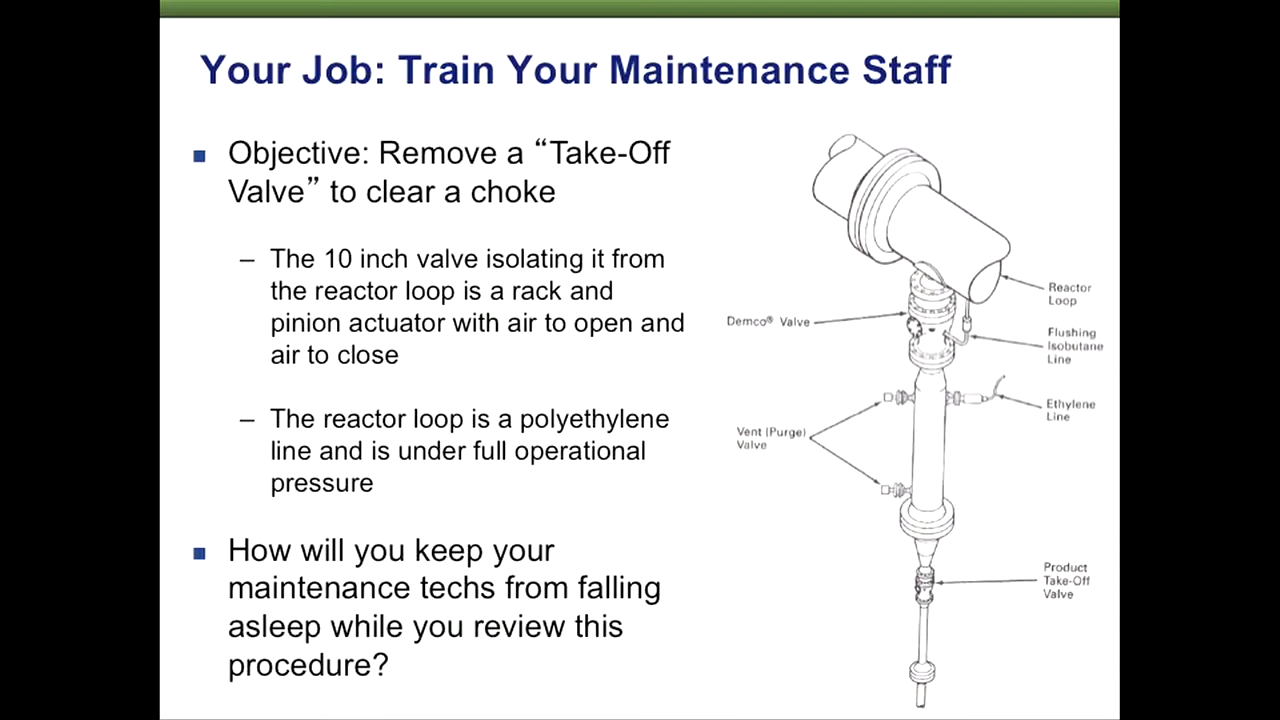 Your Job: Train Your Maintenance Staff
Objective: Remove a “Take-Off
Valve” to clear a choke
– The 10 inch valve isolating it from
the reactor loop is a rack and
pinion actuator with air to open and
air to close
– The reactor loop is a polyethylene
line and is under full operational
pressure
How will you keep your
maintenance techs from falling
asleep while you review this
procedure?
Reactor
Loop
Demco® Valve
Flushing
Isobutane
Line
Ethylene
Line
Vent (Purge)
Valve
Product
Take-Off
Valve